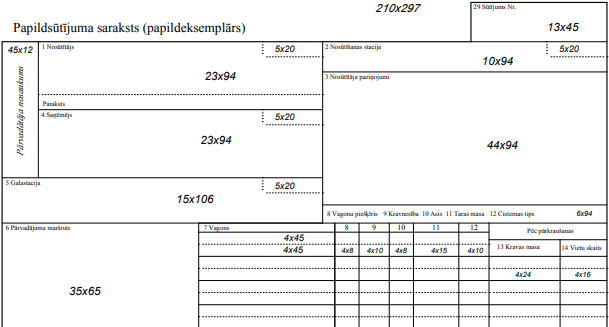 210x297
29 Sūtījums Nr.
13x45
Papildsūtījuma saraksts (papildeksemplārs)
45x12
Pārvadātāja nosaukums
1 Nosūtītājs
5x20
23x94
Paraksts
2 Nosūtīšanas stacija
5x20
10x94
3 Nosūtītāja paziņojumi
44x94
4 Saņēmējs
5x20
23x94
5 Galastacija
5x20
15x106
8 Vagonu piešķīris 9 Kravnesība 10 Asis 11 Taras masa 12 Cisternas tips 6x94
6 Pārvadājuma maršruts
35x65
7 Vagons 8 9 10 11 12 Pēc pārkraušanas
4x45
4x45 4x8 4x10 4x8 4x15 4x10 13 Kravas masa 14 Vietu skaits
4x24 4x16